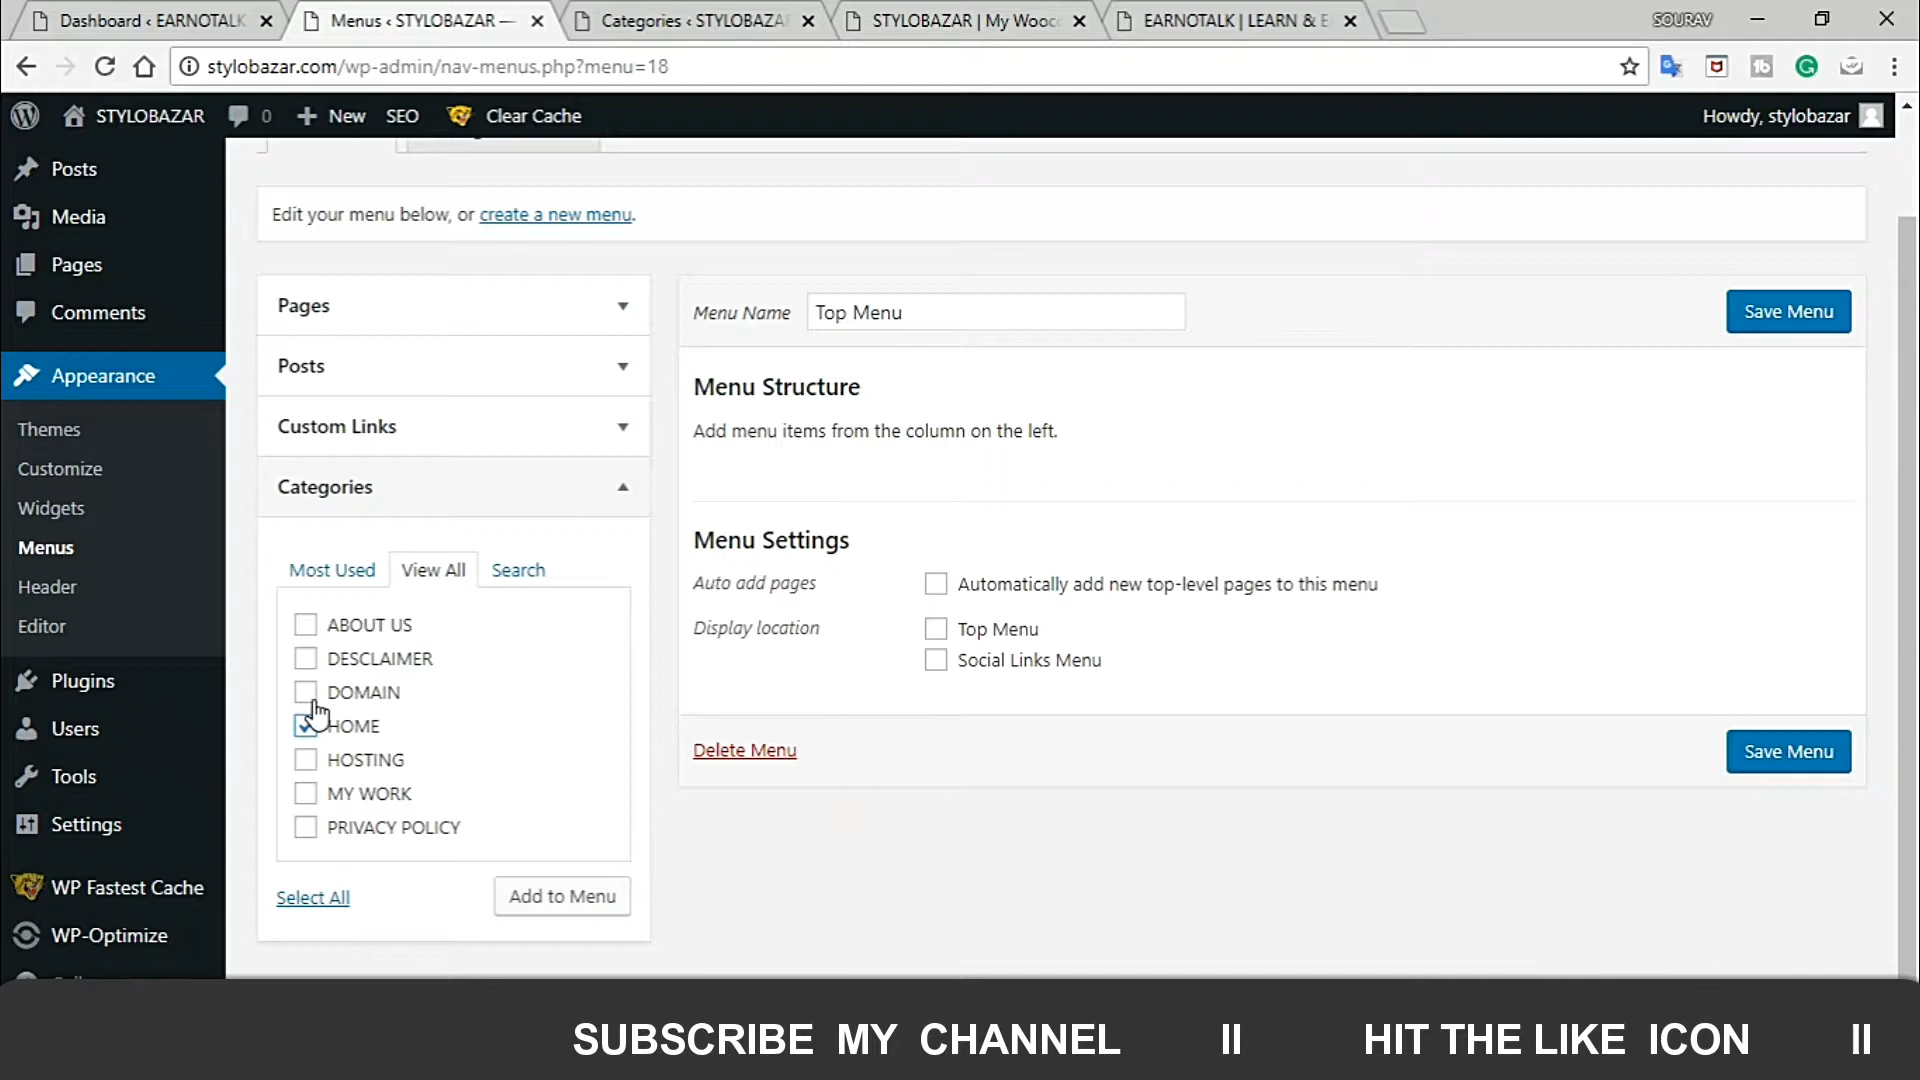 Dashboard ‹ EARNOTALK
Menus ‹ STYLOBAZAR —
Categories ‹ STYLOBAZA
STYLOBAZAR | My Wooc
EARNOTALK | LEARN & E
SOURAV
stylobazar.com/wp-admin/nav-menus.php?menu=18
STYLOBAZAR
0
New
SEO
Clear Cache
Howdy, stylobazar
Posts
Media
Pages
Comments
Appearance
Themes
Customize
Widgets
Menus
Header
Editor
Plugins
Users
Tools
Settings
WP Fastest Cache
WP-Optimize
Edit your menu below, or create a new menu.
Pages
Posts
Custom Links
Categories
Most Used
View All
Search
ABOUT US
DESCLAIMER
DOMAIN
HOME
HOSTING
MY WORK
PRIVACY POLICY
Select All
Add to Menu
Menu Name
Top Menu
Save Menu
Menu Structure
Add menu items from the column on the left.
Menu Settings
Auto add pages
Automatically add new top-level pages to this menu
Display location
Top Menu
Social Links Menu
Delete Menu
Save Menu
SUBSCRIBE MY CHANNEL II HIT THE LIKE ICON II